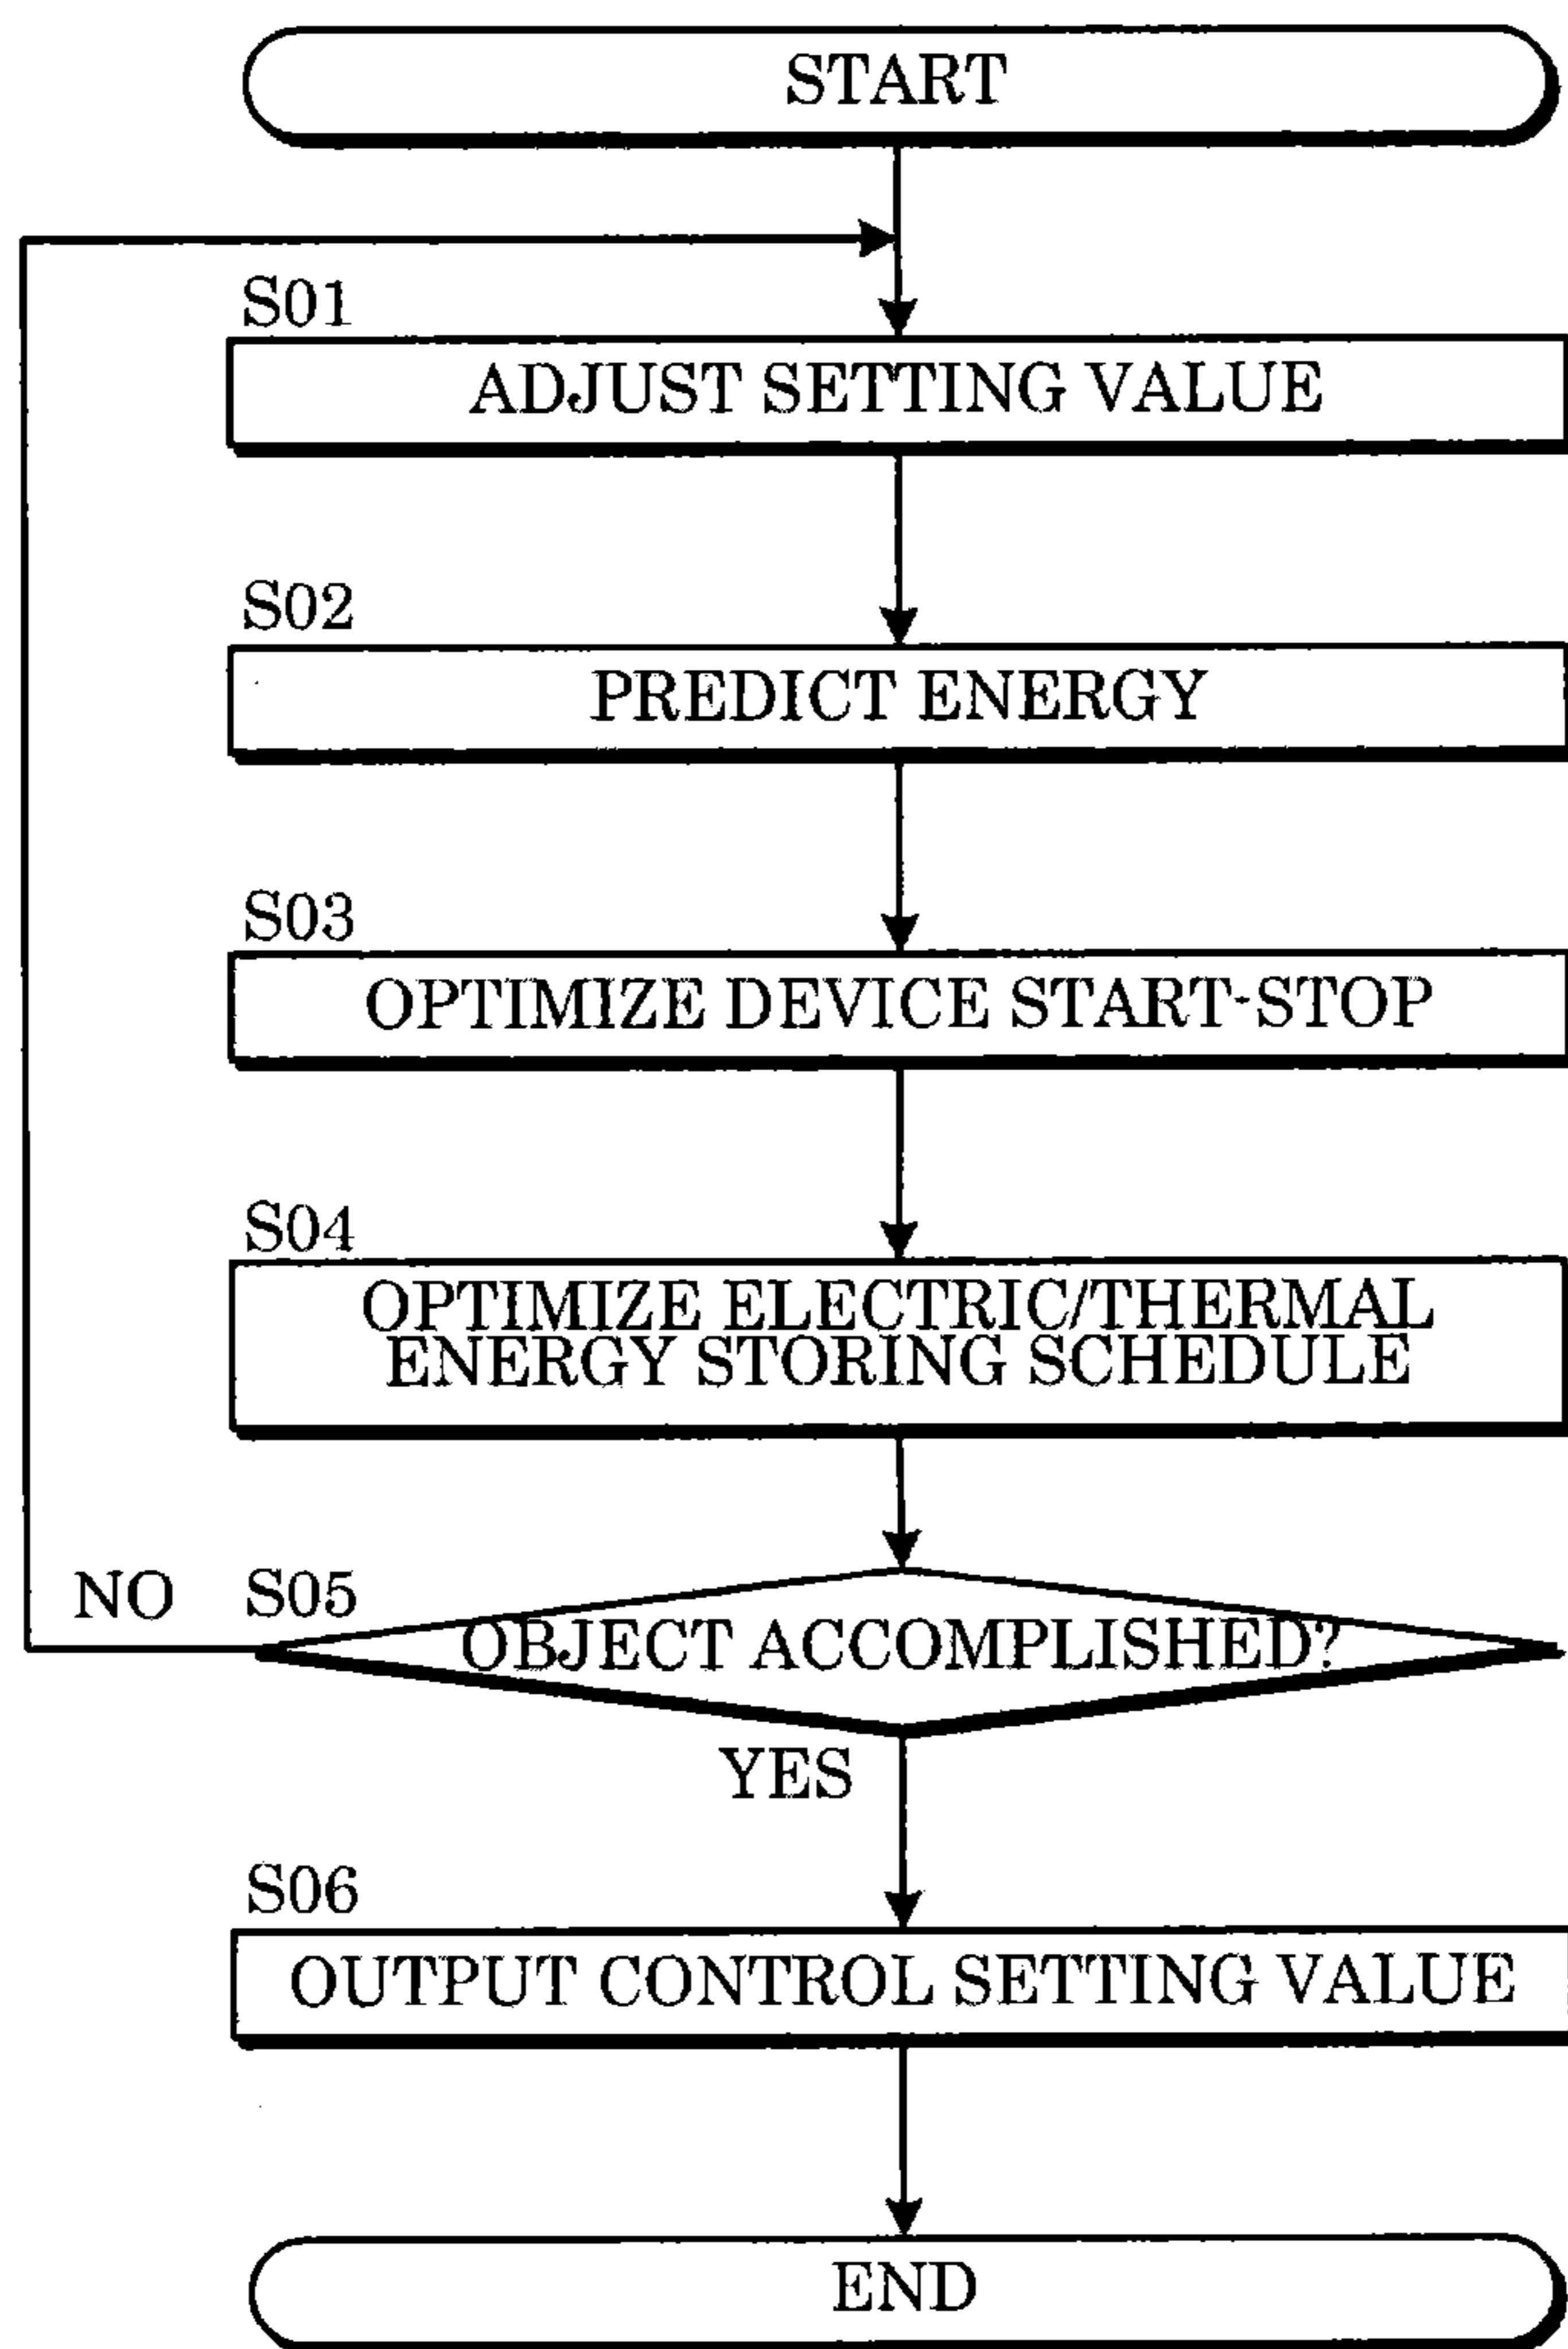 START
S01
ADJUST SETTING VALUE
S02
PREDICT ENERGY
S03
OPTIMIZE DEVICE START-STOP
S04
OPTIMIZE ELECTRIC/THERMAL
ENERGY STORING SCHEDULE
NO
S05
OBJECT ACCOMPLISHED?
YES
S06
OUTPUT CONTROL SETTING VALUE
END